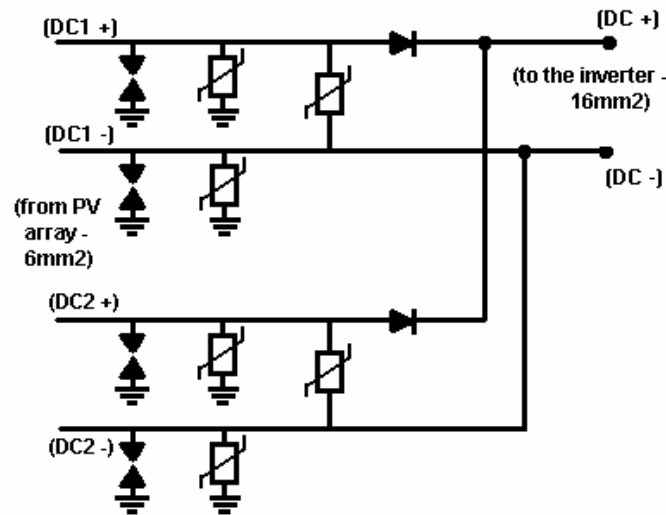 (DC1 +)
(DC +)
(to the inverter -
16mm2)
(DC1 -)
(DC -)
(from PV
array -
6mm2)
(DC2 +)
(DC2 -)